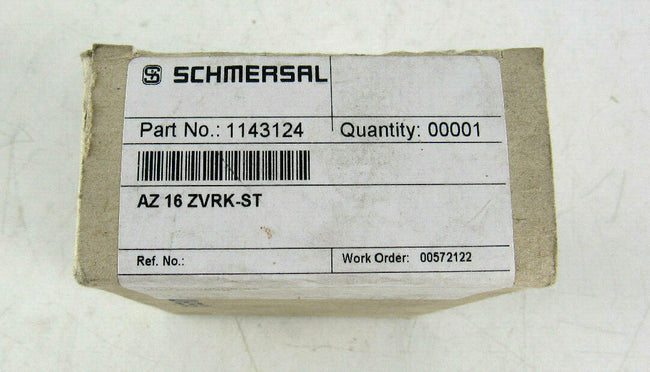 SCHMERSAL
Part No.: 1143124 Quantity: 00001
AZ 16 ZVRK-ST
Ref. No.: Work Order: 00572122